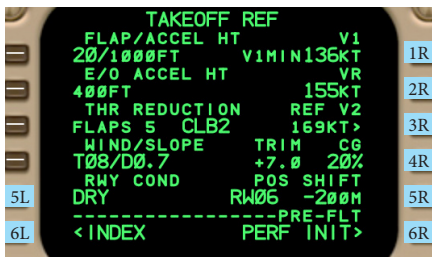 TAKEOFF REF
FLAP/ACCEL HT V1
20/1000FT V1MIN136KT
1R
E/O ACCEL HT VR
400FT 155KT
2R
THR REDUCTION REF V2
FLAPS 5 CLB2 169KT>
3R
WIND/SLOPE TRIM CG
T08/D0.7 +7.0 20%
4R
RWY COND POS SHIFT
5L DRY RW06 -200M 5R
------------------PRE-FLT
6L <INDEX PERF INIT> 6R